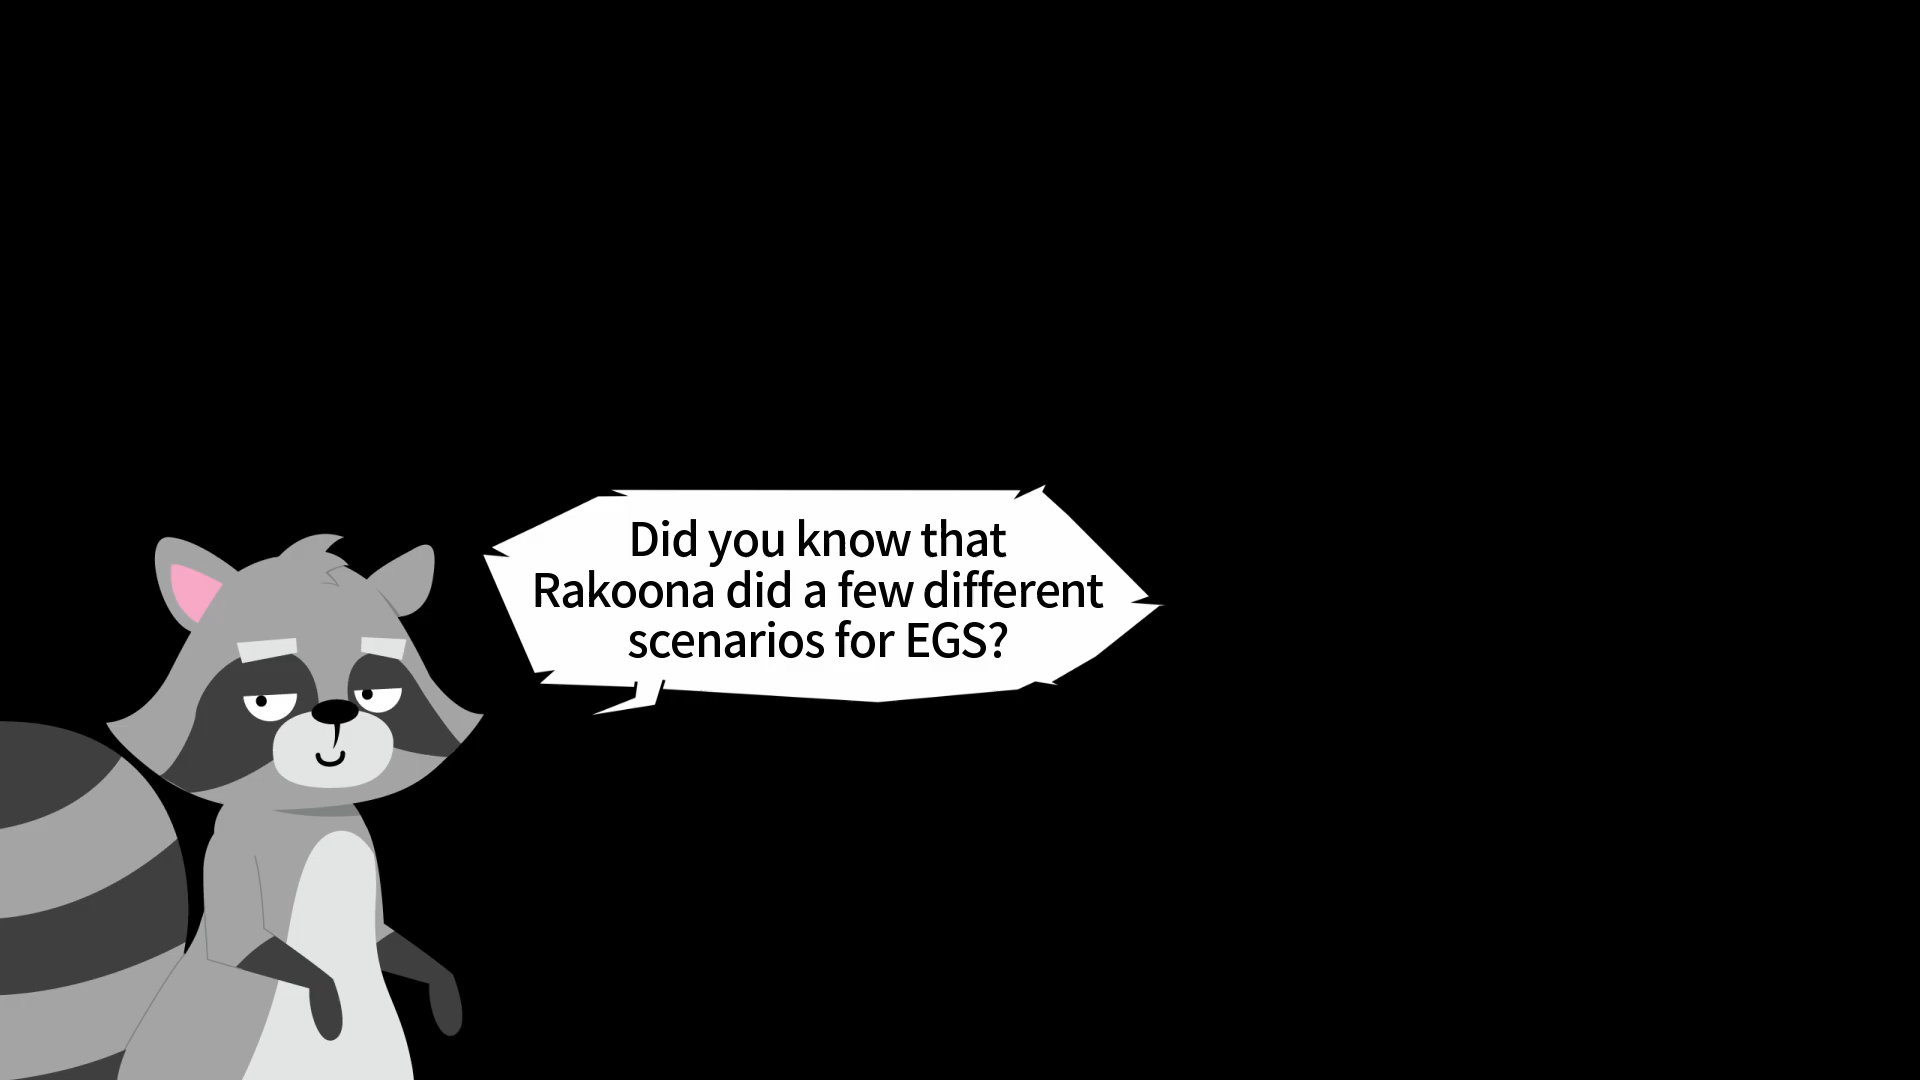 Did you know that
Rakoona did a few different
scenarios for EGS?